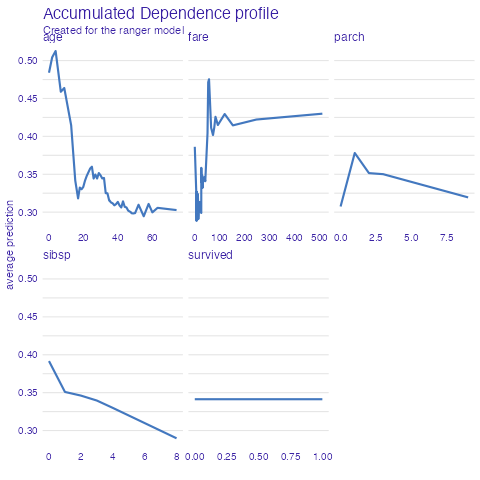 Accumulated Dependence profile
Created for the ranger model
age fare parch
0.50
0.45
0.40
0.35
0.30
0 20 40 60 0 100 200 300 400 500 0.0 2.5 5.0 7.5
average prediction
sibsp survived
0.50
0.45
0.40
0.35
0.30
0 2 4 6 8 0.00 0.25 0.50 0.75 1.00